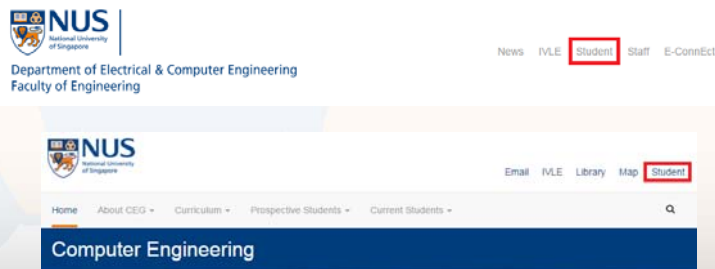 NUS
National University
of Singapore
Department of Electrical & Computer Engineering
Faculty of Engineering
News IVLE Student Staff E-ConnEct
NUS
National University
of Singapore
Email IVLE Library Map Student
Home About CEG Curriculum Prospective Students Current Students
Computer Engineering